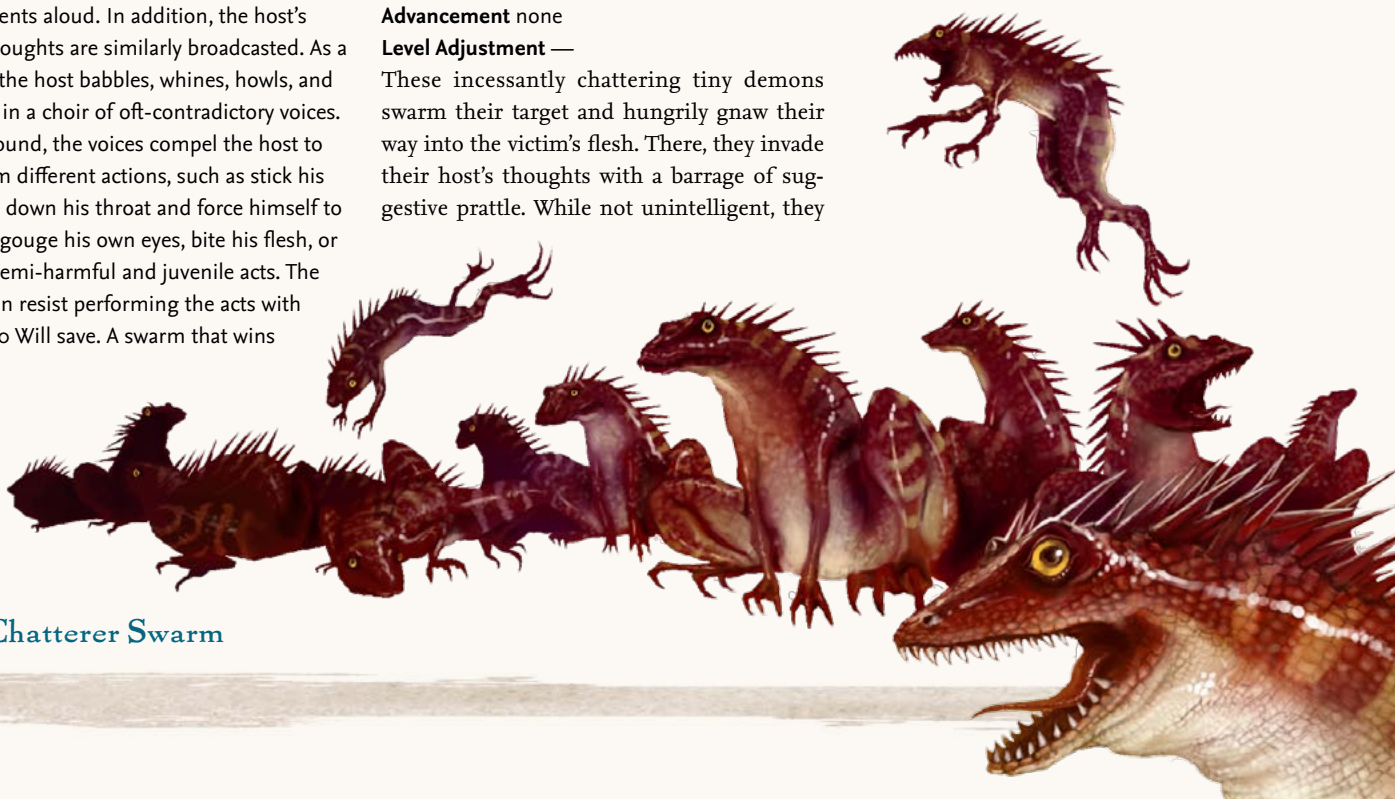 ents aloud. In addition, the host’s
oughts are similarly broadcasted. As a
the host babbles, whines, howls, and
in a choir of oft-contradictory voices.
ound, the voices compel the host to
m different actions, such as stick his
down his throat and force himself to
gouge his own eyes, bite his flesh, or
emi-harmful and juvenile acts. The
n resist performing the acts with
o Will save. A swarm that wins
Advancement none
Level Adjustment —
These incessantly chattering tiny demons
swarm their target and hungrily gnaw their
way into the victim’s flesh. There, they invade
their host’s thoughts with a barrage of sug-
gestive prattle. While not unintelligent, they
Chatterer Swarm